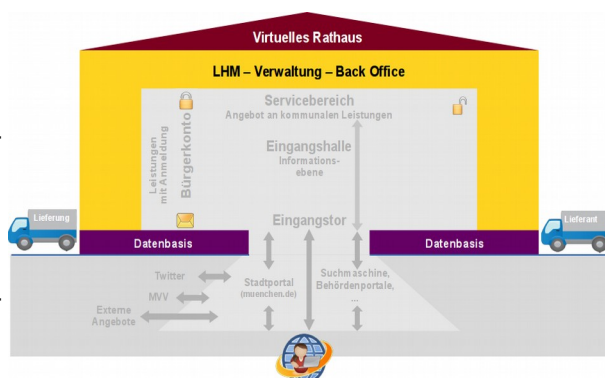 Virtuelles Rathaus
LHM – Verwaltung – Back Office
Servicebereich
Angebot an kommunalen Leistungen
Leistungen
mit Anmeldung
Bürgerkonto
Eingangshalle
Informations-
ebene
Eingangstor
Lieferung
Lieferant
Datenbasis
Datenbasis
Twitter
MVV
Externe
Angebote
Stadtportal
(muenchen.de)
Suchmaschine,
Behördenportale,
...